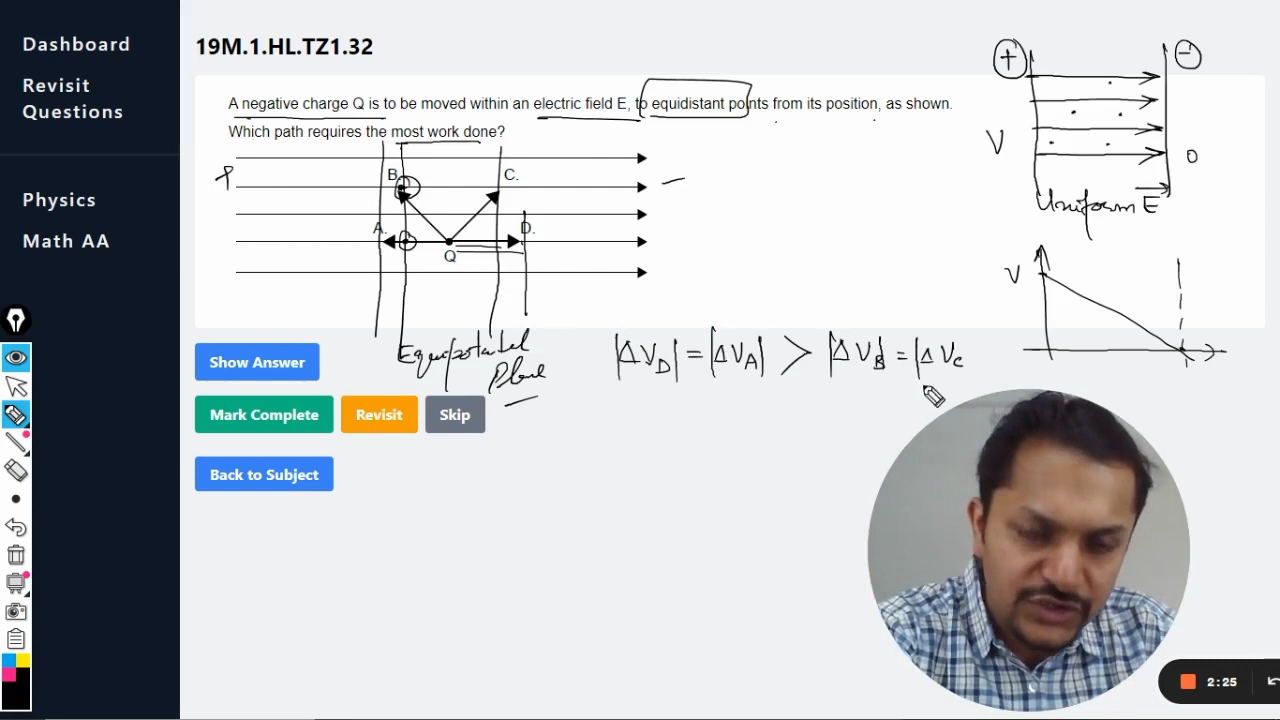 Dashboard
Revisit
Questions
Physics
Math AA
19M.1.HL.TZ1.32
A negative charge Q is to be moved within an electric field E, to equidistant points from its position, as shown.
Which path requires the most work done?
B.
C.
A.
D.
Q
+
−
Equipotential
Plane
|ΔV_D| = |ΔV_A| > |ΔV_B| = |ΔV_C
+
−
V
0
Uniform E
V
Show Answer
Mark Complete
Revisit
Skip
Back to Subject
2:25